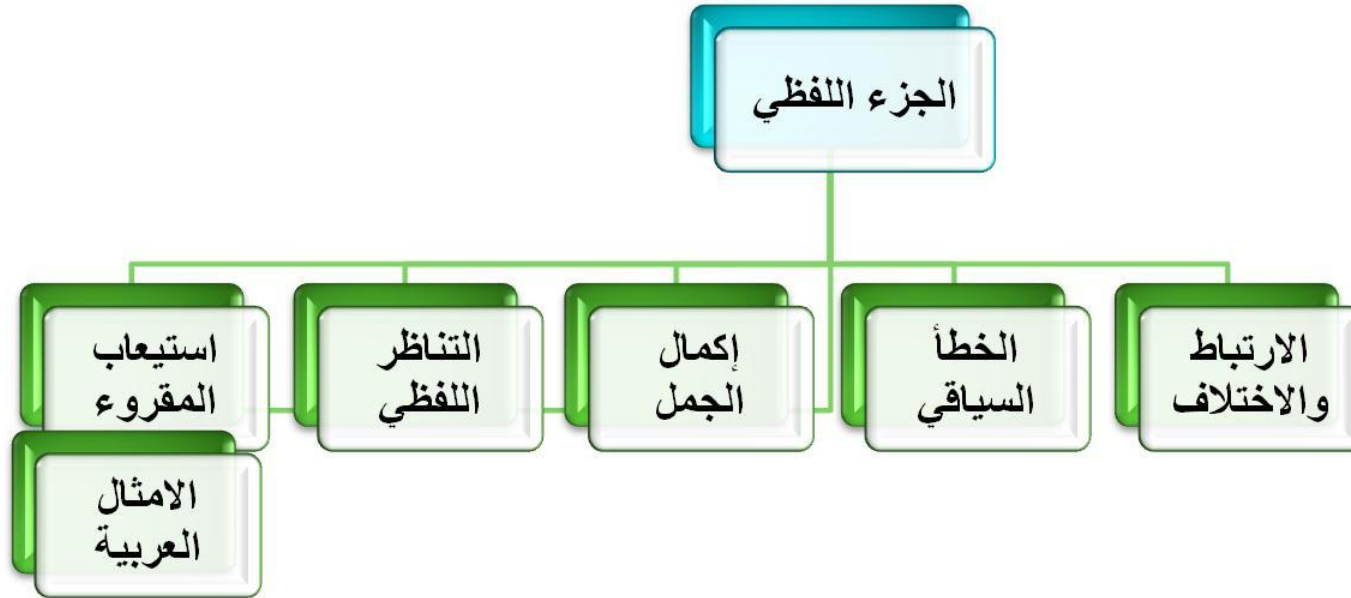 الجزء اللفظي
الارتباط
والاختلاف
الخطأ
السياقي
إكمال
الجمل
التناظر
اللفظي
استيعاب
المقروء
الامثال
العربية